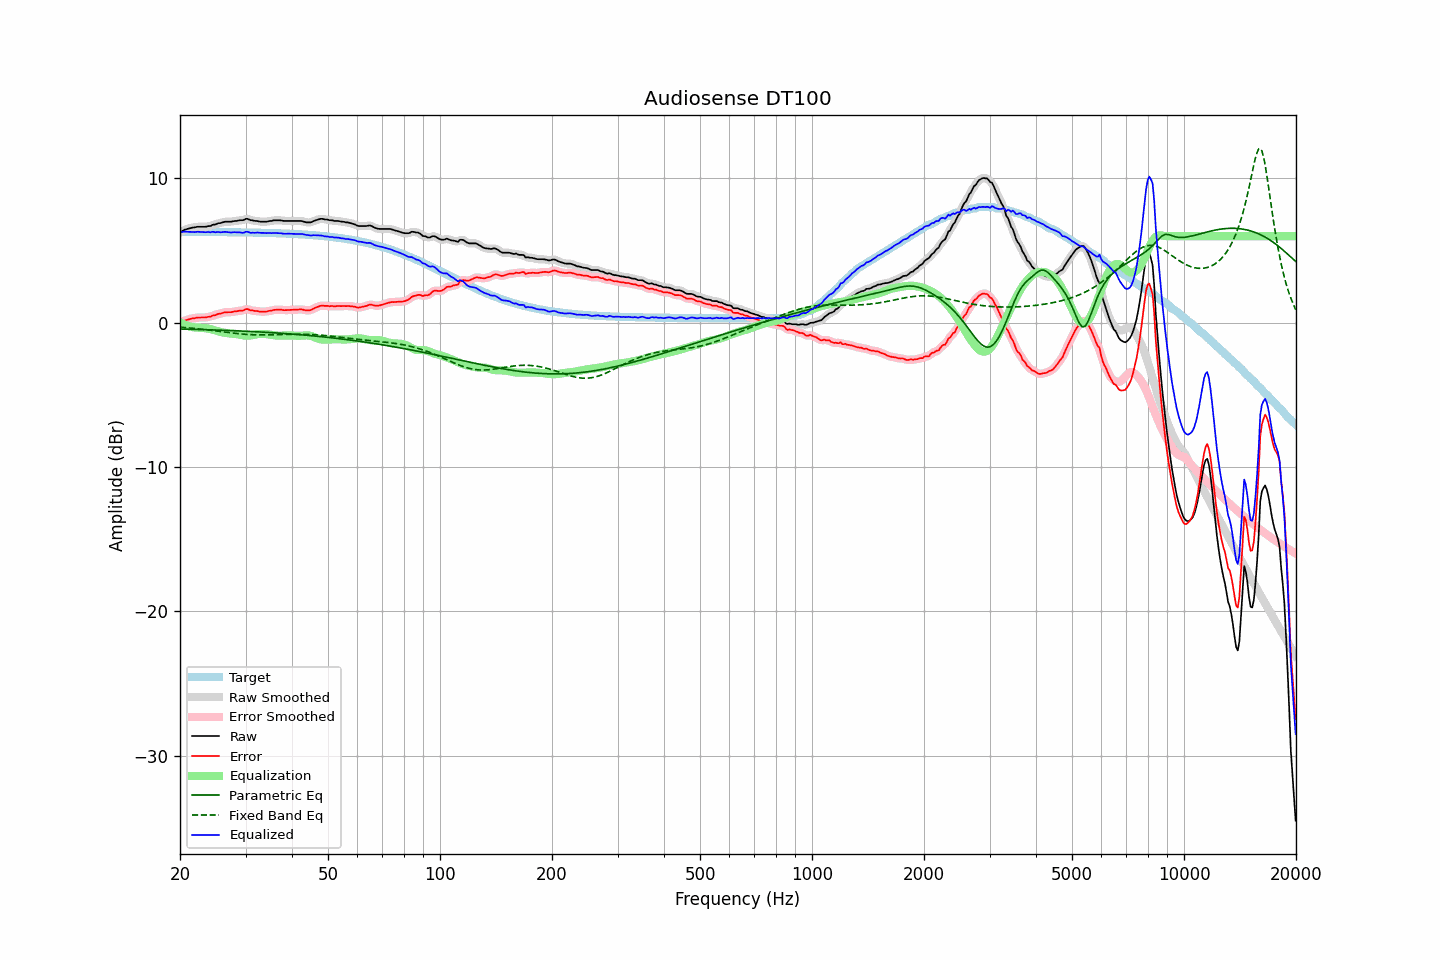 Audiosense DT100
Amplitude (dBr)
10
0
−10
−20
−30
Target
Raw Smoothed
Error Smoothed
Raw
Error
Equalization
Parametric Eq
Fixed Band Eq
Equalized
20 50 100 200 500 1000 2000 5000 10000 20000
Frequency (Hz)